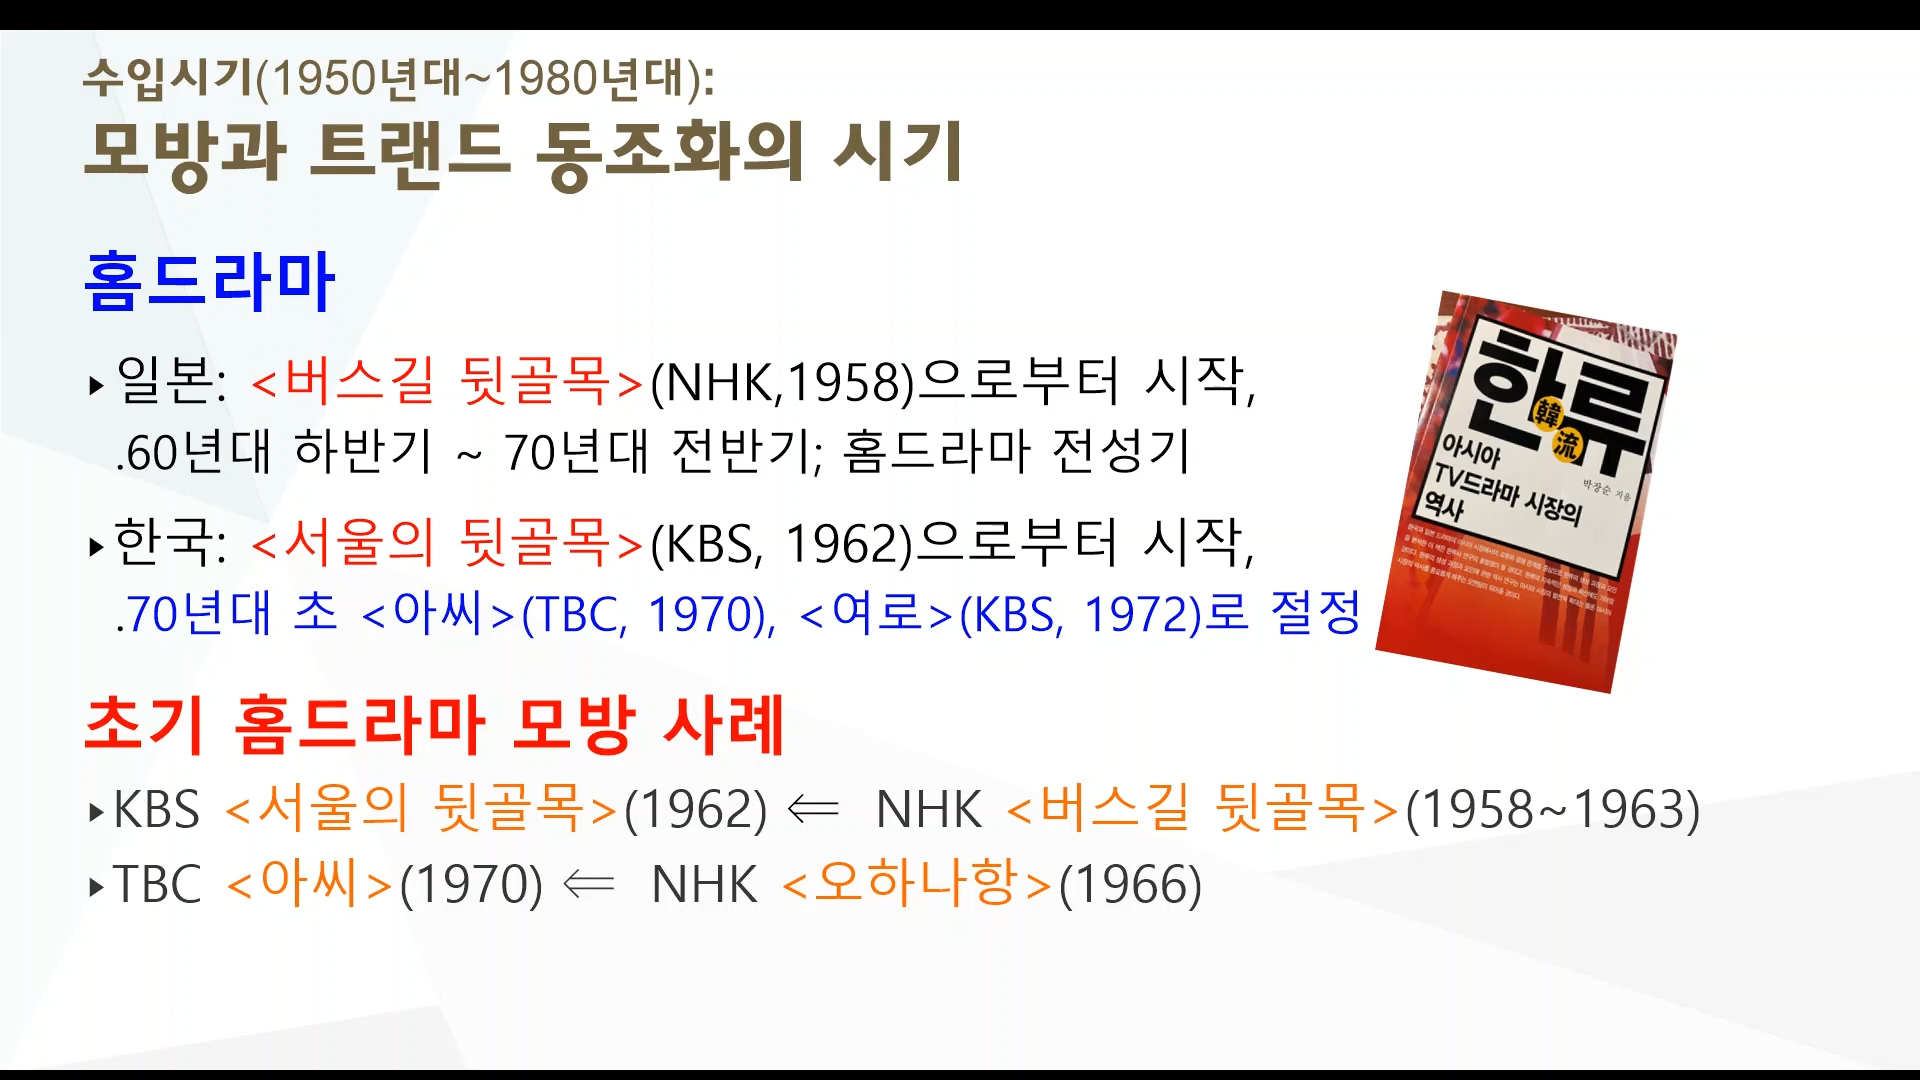 수입시기(1950년대~1980년대):
모방과 트랜드 동조화의 시기
홈드라마
▸일본: <버스길 뒷골목>(NHK,1958)으로부터 시작,
.60년대 하반기 ~ 70년대 전반기; 홈드라마 전성기
▸한국: <서울의 뒷골목>(KBS, 1962)으로부터 시작,
.70년대 초 <아씨>(TBC, 1970), <여로>(KBS, 1972)로 절정
초기 홈드라마 모방 사례
▸KBS <서울의 뒷골목>(1962) ⇐ NHK <버스길 뒷골목>(1958~1963)
▸TBC <아씨>(1970) ⇐ NHK <오하나항>(1966)
한류
韓流
아시아
TV드라마 시장의
역사
박장순 지음